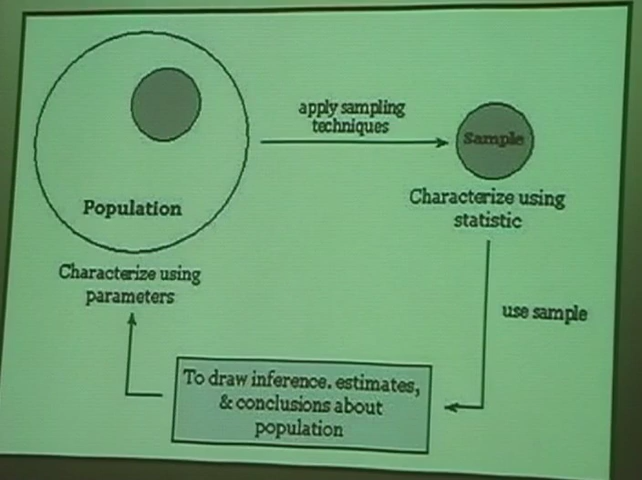 apply sampling
techniques
Sample
Population
Characterize using
statistic
Characterize using
parameters
use sample
To draw inference. estimates,
& conclusions about
population